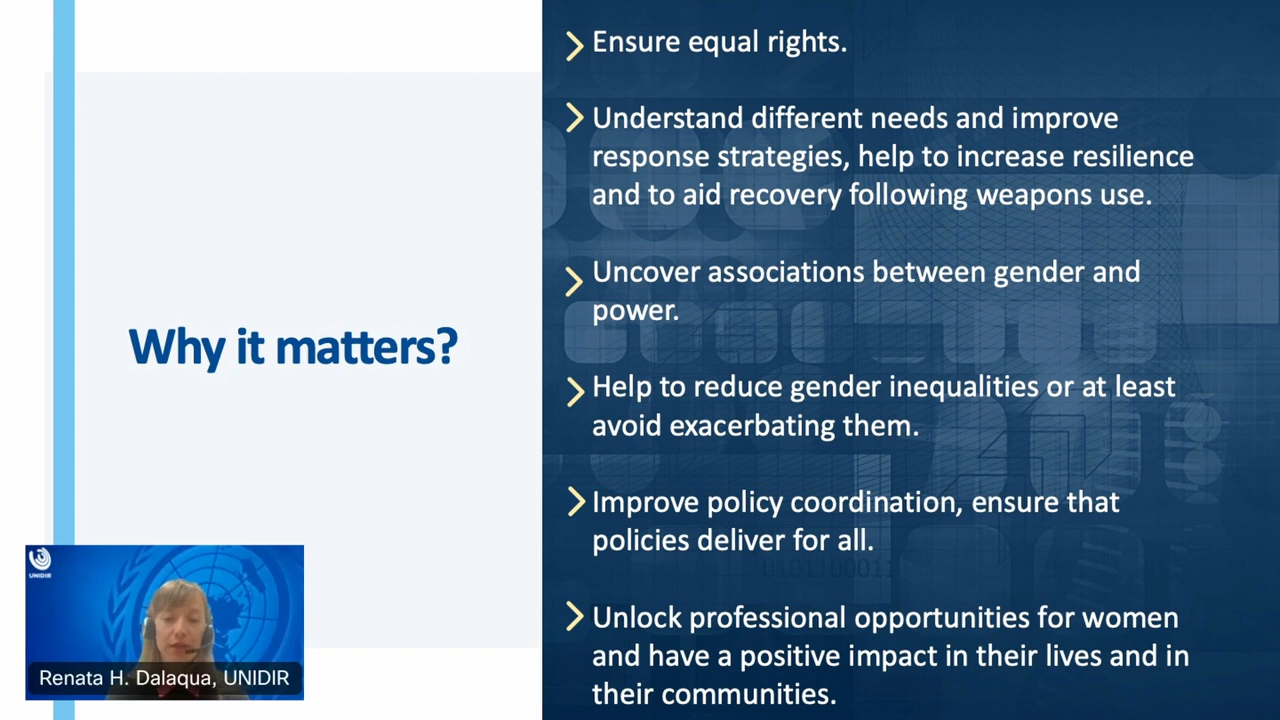 Why it matters?
Ensure equal rights.
Understand different needs and improve
response strategies, help to increase resilience
and to aid recovery following weapons use.
Uncover associations between gender and
power.
Help to reduce gender inequalities or at least
avoid exacerbating them.
Improve policy coordination, ensure that
policies deliver for all.
Unlock professional opportunities for women
and have a positive impact in their lives and in
their communities.
UNIDIR
Renata H. Dalaqua, UNIDIR